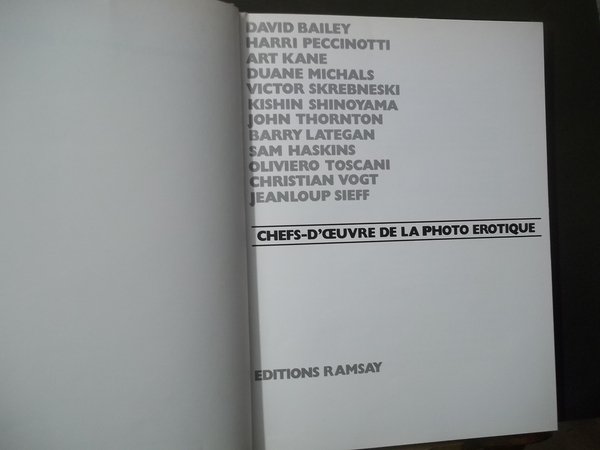 DAVID BAILEY
HARRI PECCINOTTI
ART KANE
DUANE MICHALS
VICTOR SKREBNESKI
KISHIN SHINOYAMA
JOHN THORNTON
BARRY LATEGAN
SAM HASKINS
OLIVIERO TOSCANI
CHRISTIAN VOGT
JEANLOUP SIEFF
CHEFS-D'ŒUVRE DE LA PHOTO EROTIQUE
EDITIONS RAMSAY